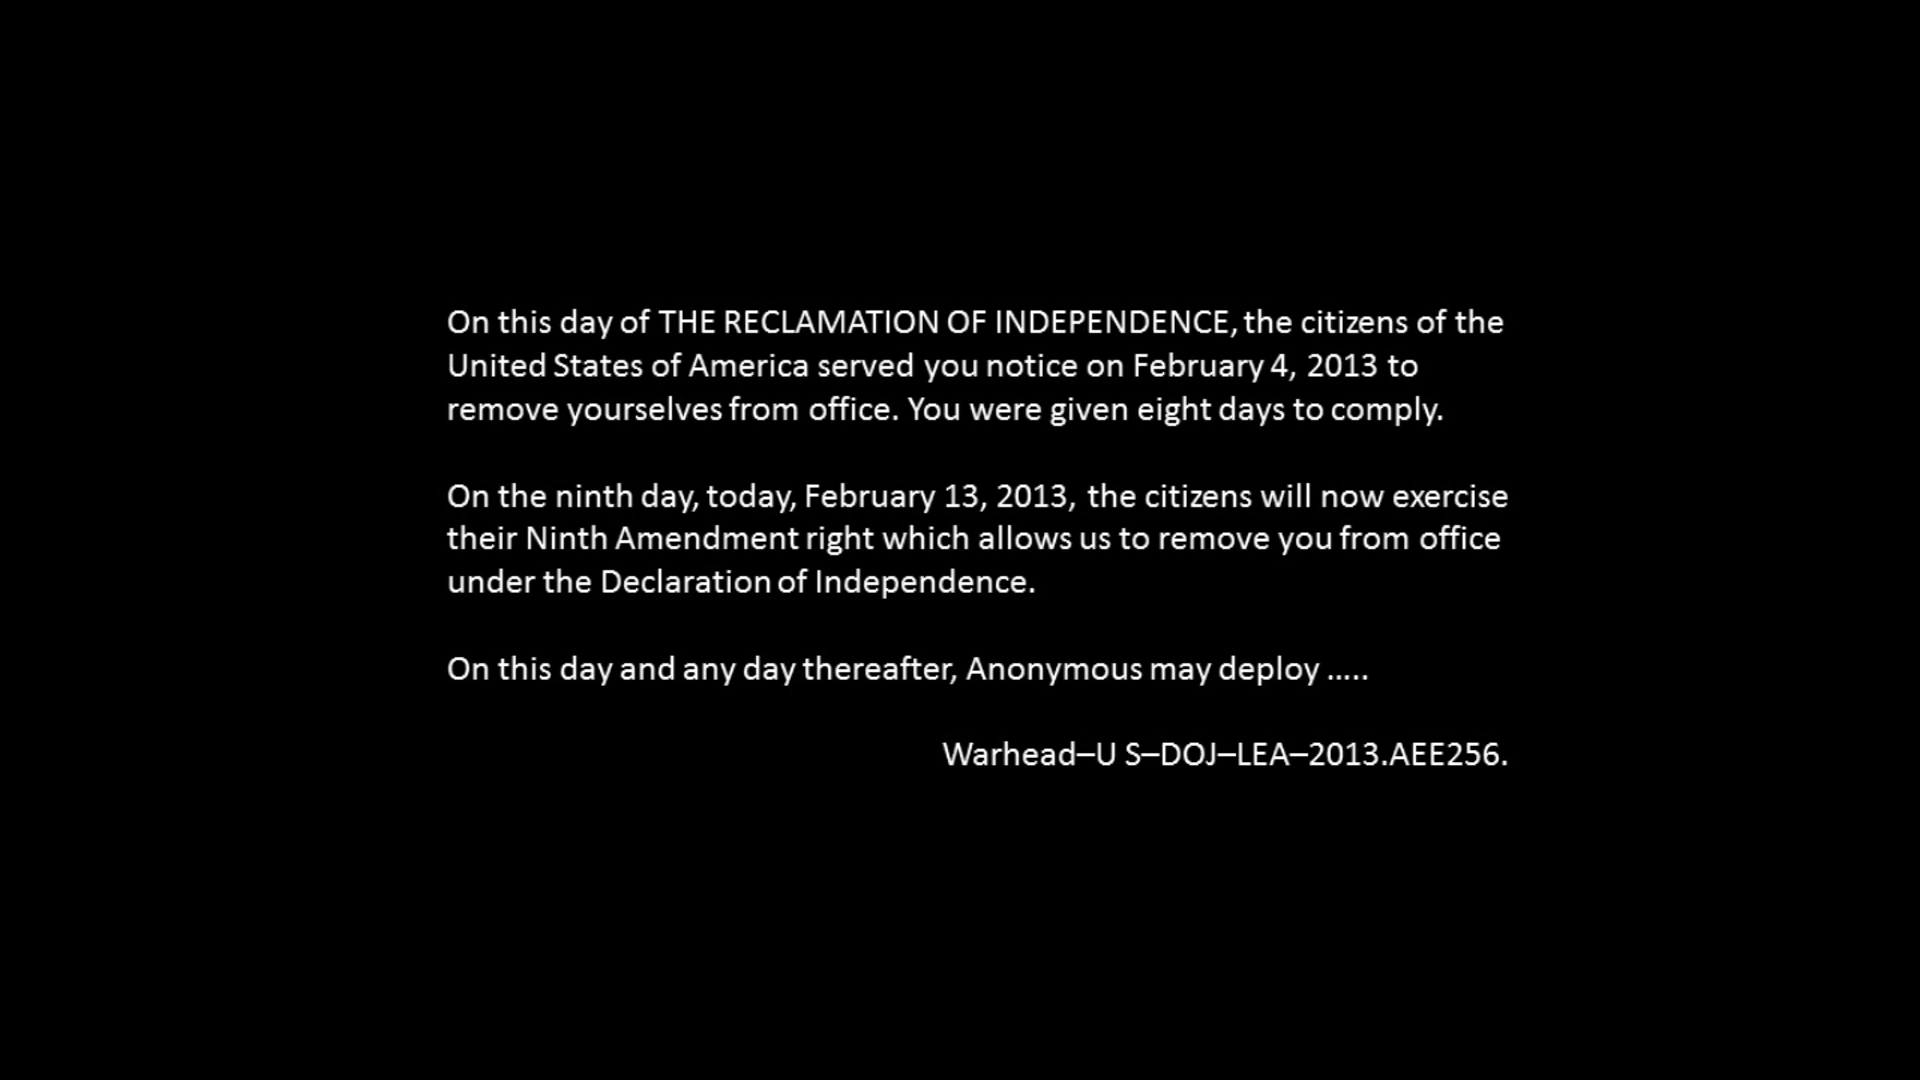 On this day of THE RECLAMATION OF INDEPENDENCE, the citizens of the
United States of America served you notice on February 4, 2013 to
remove yourselves from office. You were given eight days to comply.
On the ninth day, today, February 13, 2013, the citizens will now exercise
their Ninth Amendment right which allows us to remove you from office
under the Declaration of Independence.
On this day and any day thereafter, Anonymous may deploy .....
Warhead–U S–DOJ–LEA–2013.AEE256.